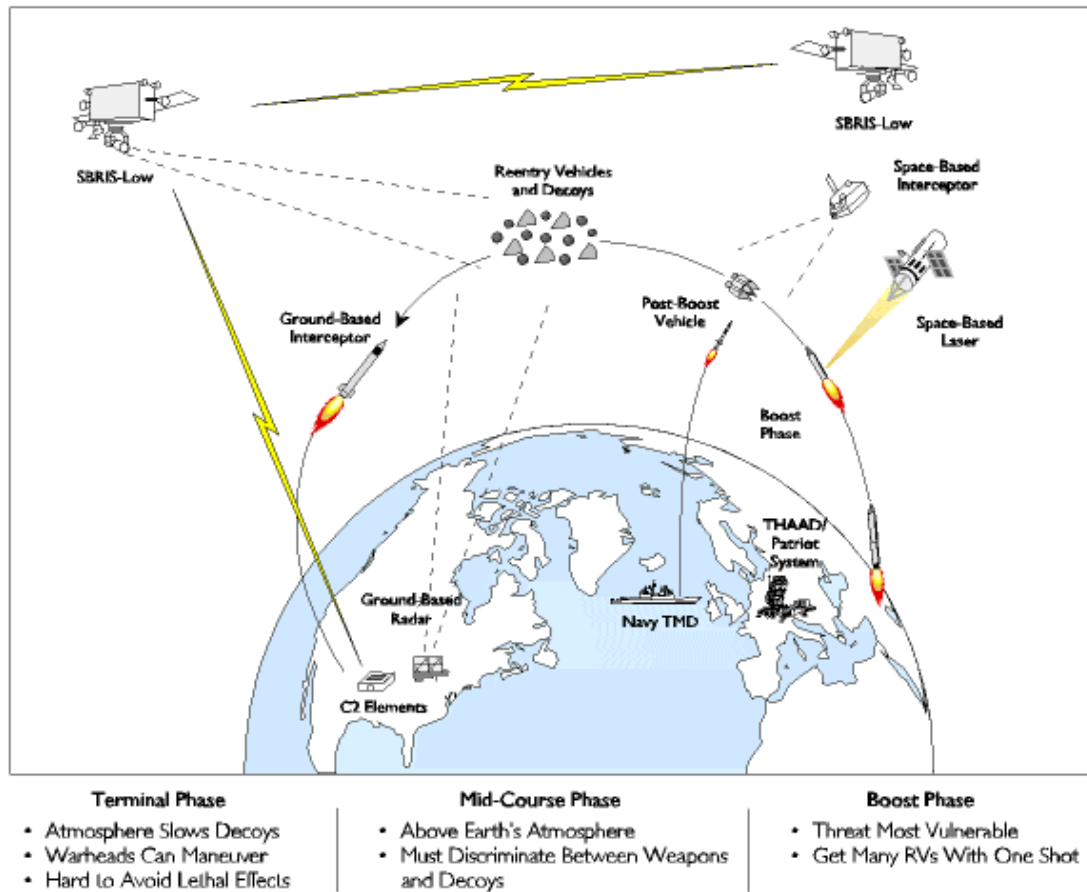 SBRIS-Low
SBRIS-Low
Reentry Vehicles
and Decoys
Space-Based
Interceptor
Ground-Based
Interceptor
Post-Boost
Vehicle
Space-Based
Laser
Boost
Phase
THAAD/
Patriot
System
Ground-Based
Radar
Navy TMD
C2 Elements
Terminal Phase
• Atmosphere Slows Decoys
• Warheads Can Maneuver
• Hard to Avoid Lethal Effects
Mid-Course Phase
• Above Earth's Atmosphere
• Must Discriminate Between Weapons
and Decoys
Boost Phase
• Threat Most Vulnerable
• Get Many RVs With One Shot